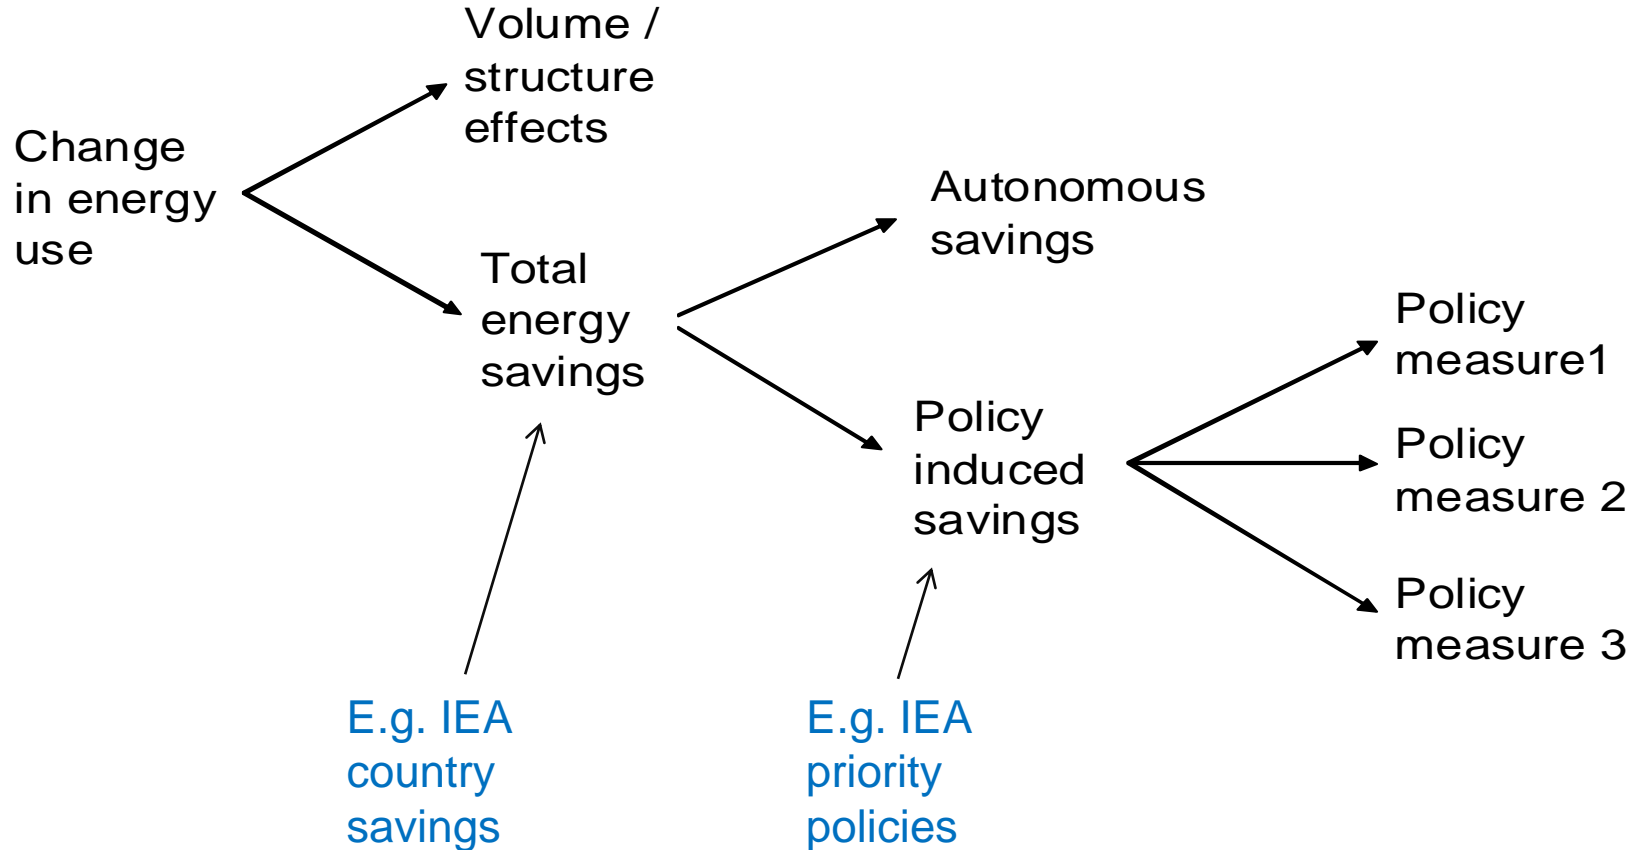 Volume /
structure
effects
Change
in energy
use
Total
energy
savings
Autonomous
savings
Policy
induced
savings
Policy
measure1
Policy
measure 2
Policy
measure 3
E.g. IEA
country
savings
E.g. IEA
priority
policies